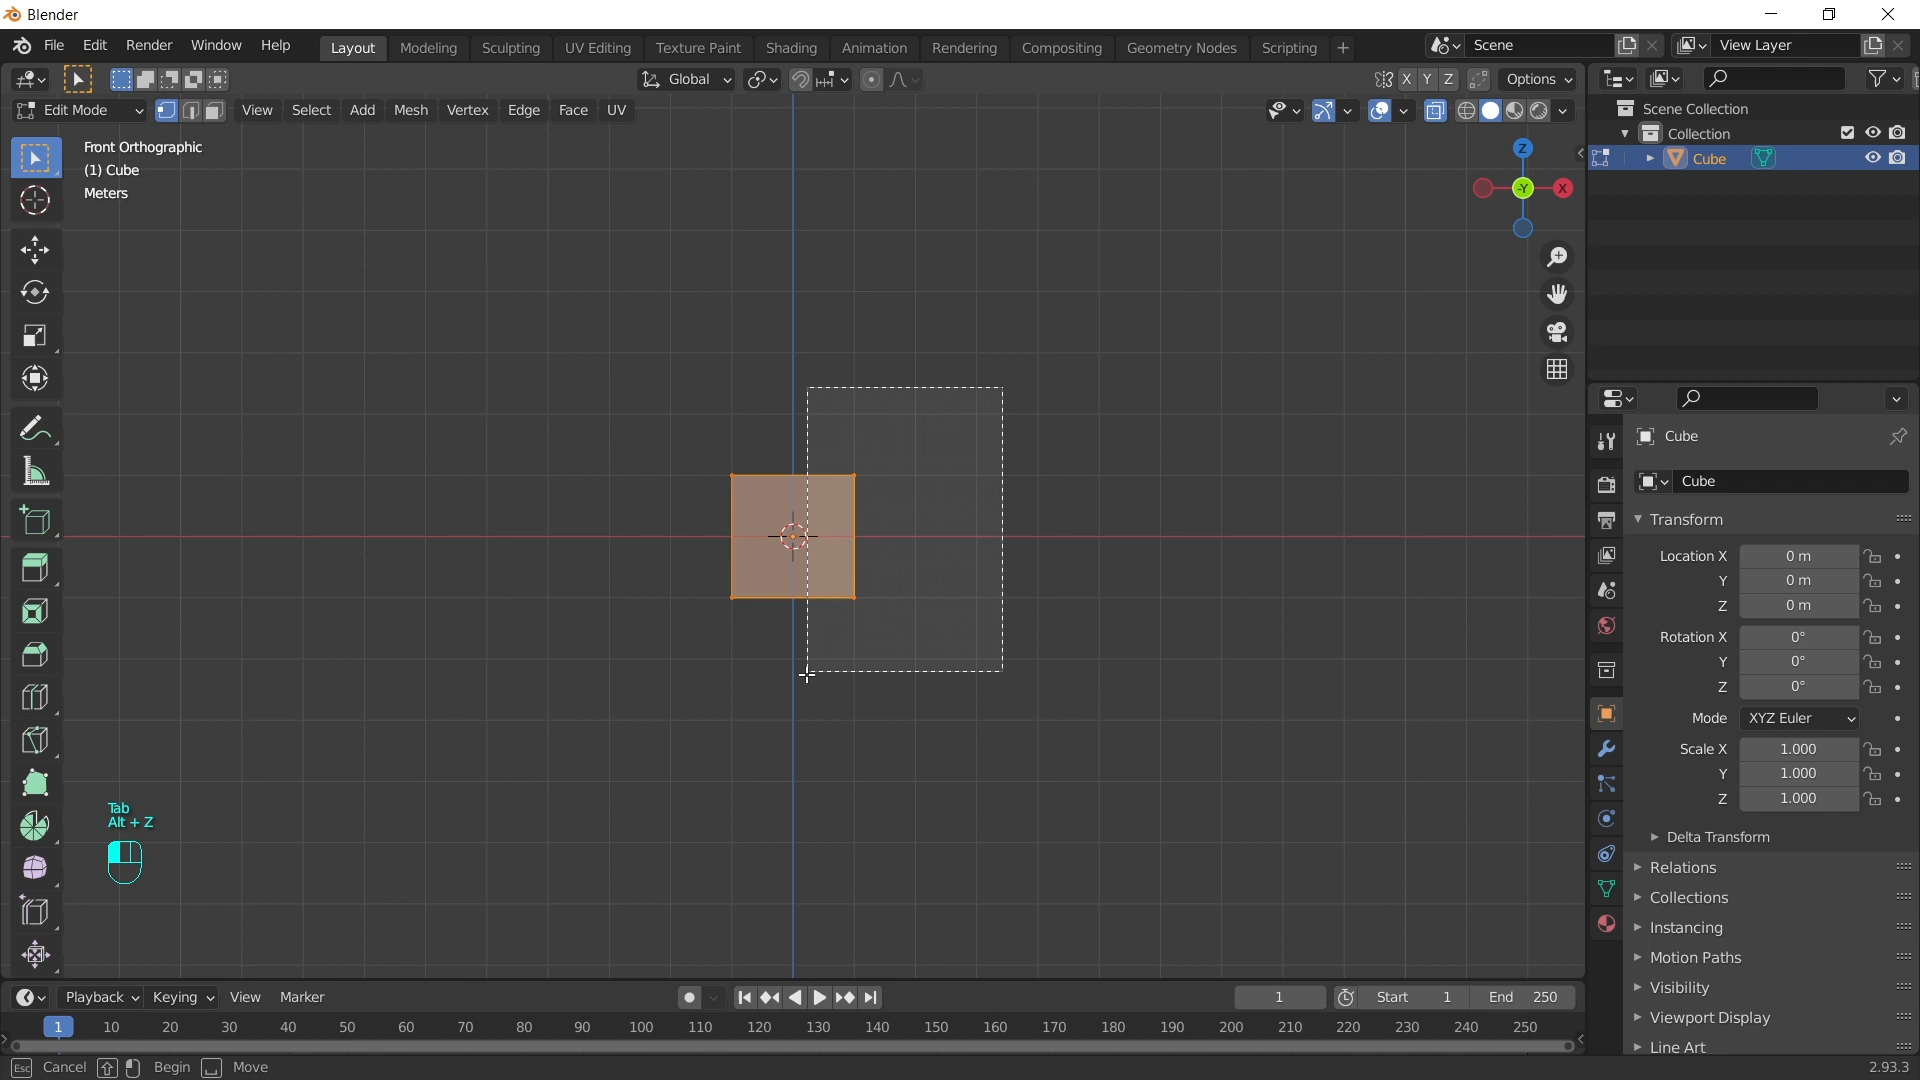 Blender
File Edit Render Window Help Layout Modeling Sculpting UV Editing Texture Paint Shading Animation Rendering Compositing Geometry Nodes Scripting + Scene View Layer
Global X Y Z Options
Edit Mode View Select Add Mesh Vertex Edge Face UV
Front Orthographic
(1) Cube
Meters
Z
-Y X
Scene Collection
Collection
Cube
Cube
Cube
Transform
Location X 0 m
Y 0 m
Z 0 m
Rotation X 0°
Y 0°
Z 0°
Mode XYZ Euler
Scale X 1.000
Y 1.000
Z 1.000
Delta Transform
Relations
Collections
Instancing
Motion Paths
Visibility
Viewport Display
Line Art
Tab
Alt + Z
Playback Keying View Marker 1 Start 1 End 250
1 10 20 30 40 50 60 70 80 90 100 110 120 130 140 150 160 170 180 190 200 210 220 230 240 250
Esc Cancel Begin Move 2.93.3